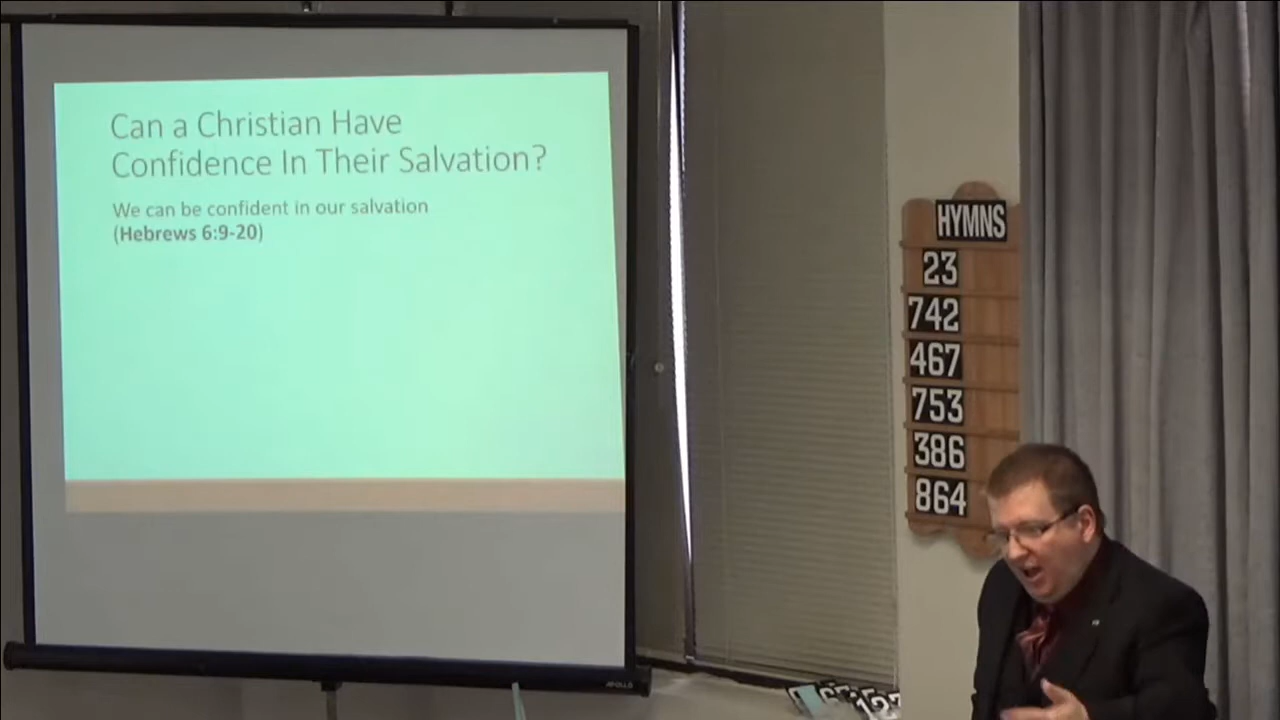 Can a Christian Have
Confidence In Their Salvation?
We can be confident in our salvation
(Hebrews 6:9-20)
HYMNS
23
742
467
753
386
864
APOLLO